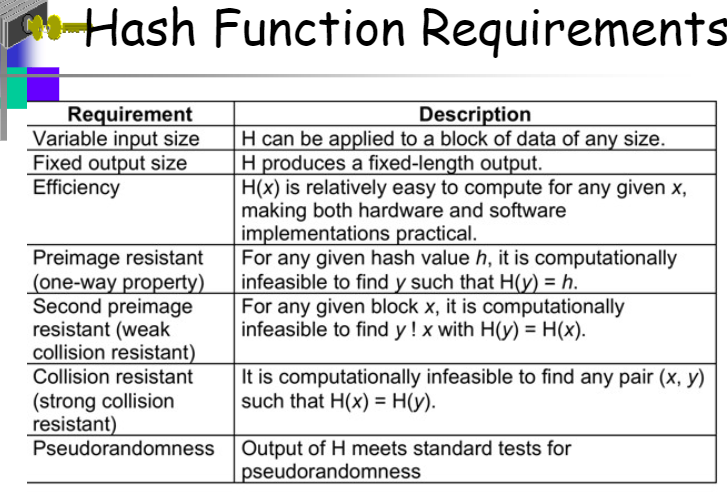 Hash Function Requirements
Requirement Description
Variable input size H can be applied to a block of data of any size.
Fixed output size H produces a fixed-length output.
Efficiency H(x) is relatively easy to compute for any given x,
making both hardware and software
implementations practical.
Preimage resistant For any given hash value h, it is computationally
(one-way property) infeasible to find y such that H(y) = h.
Second preimage For any given block x, it is computationally
resistant (weak infeasible to find y ! x with H(y) = H(x).
collision resistant)
Collision resistant It is computationally infeasible to find any pair (x, y)
(strong collision such that H(x) = H(y).
resistant)
Pseudorandomness Output of H meets standard tests for
pseudorandomness